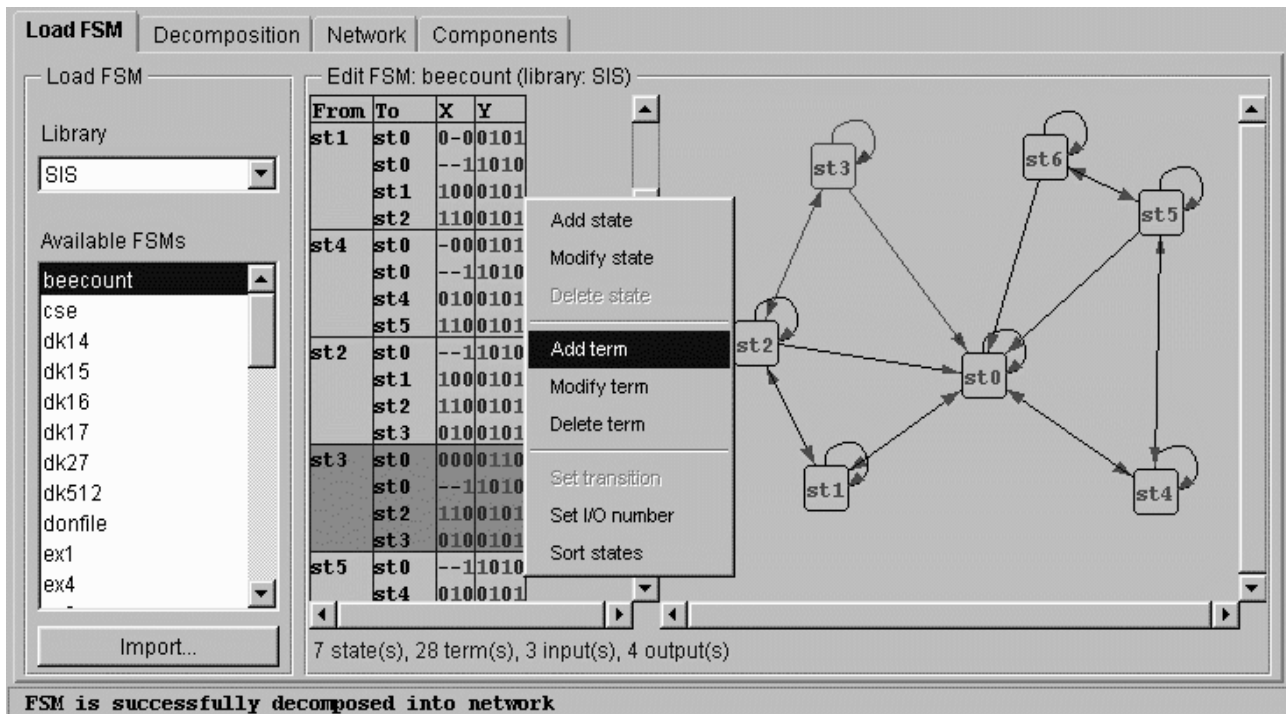 Load FSM Decomposition Network Components
Load FSM
Library
SIS
Available FSMs
beecount
cse
dk14
dk15
dk16
dk17
dk27
dk512
donfile
ex1
ex4
Import...
Edit FSM: beecount (library: SIS)
From To X Y
st1 st0 0-0 0101
st0 --1 1010
st1 100 0101
st2 110 0101
st4 st0 -00 0101
st0 --1 1010
st4 010 0101
st5 110 0101
st2 st0 --1 1010
st1 100 0101
st2 110 0101
st3 010 0101
st3 st0 000 0110
st0 --1 1010
st2 110 0101
st3 010 0101
st5 st0 --1 1010
st4 010 0101
Add state
Modify state
Delete state
Add term
Modify term
Delete term
Set transition
Set I/O number
Sort states
st3
st6
st5
st2
st0
st1
st4
7 state(s), 28 term(s), 3 input(s), 4 output(s)
FSM is successfully decomposed into network